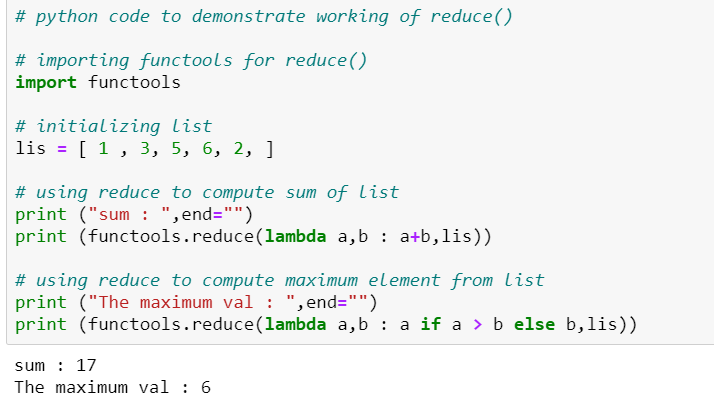 # python code to demonstrate working of reduce()
# importing functools for reduce()
import functools
# initializing list
lis = [ 1 , 3, 5, 6, 2, ]
# using reduce to compute sum of list
print ("sum : ",end="")
print (functools.reduce(lambda a,b : a+b,lis))
# using reduce to compute maximum element from list
print ("The maximum val : ",end="")
print (functools.reduce(lambda a,b : a if a > b else b,lis))
sum : 17
The maximum val : 6